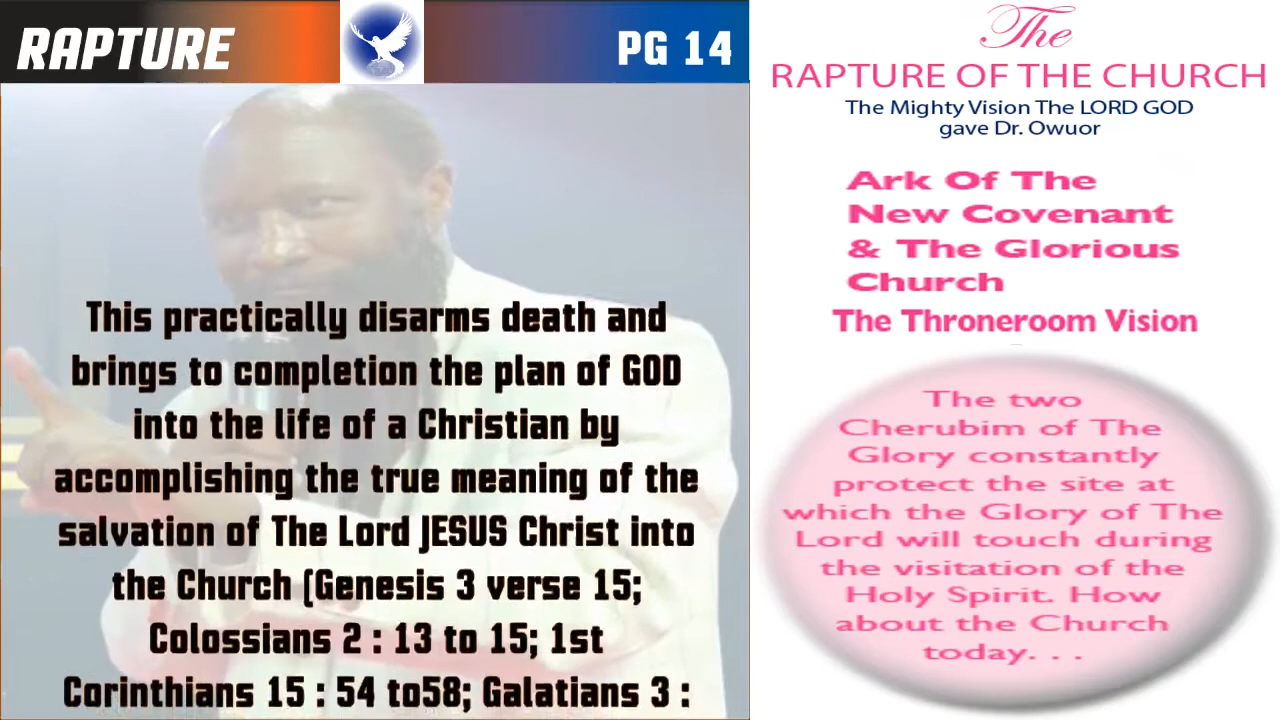 RAPTURE
PG 14
This practically disarms death and
brings to completion the plan of GOD
into the life of a Christian by
accomplishing the true meaning of the
salvation of The Lord JESUS Christ into
the Church (Genesis 3 verse 15;
Colossians 2 : 13 to 15; 1st
Corinthians 15 : 54 to58; Galatians 3 :
The
RAPTURE OF THE CHURCH
The Mighty Vision The LORD GOD
gave Dr. Owuor
Ark Of The
New Covenant
& The Glorious
Church
The Throneroom Vision
The two
Cherubim of The
Glory constantly
protect the site at
which the Glory of The
Lord will touch during
the visitation of the
Holy Spirit. How
about the Church
today. . .